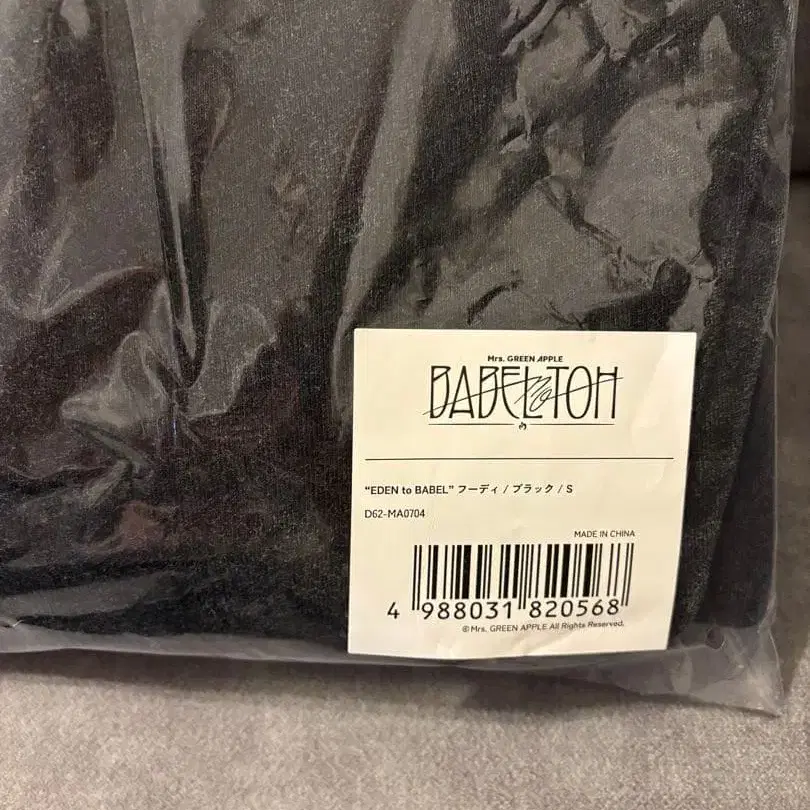 Mrs. GREEN APPLE
BABEL no TOH
“EDEN to BABEL” フーディ / ブラック / S
D62-MA0704
MADE IN CHINA
4 988031 820568
©Mrs. GREEN APPLE All Rights Reserved.